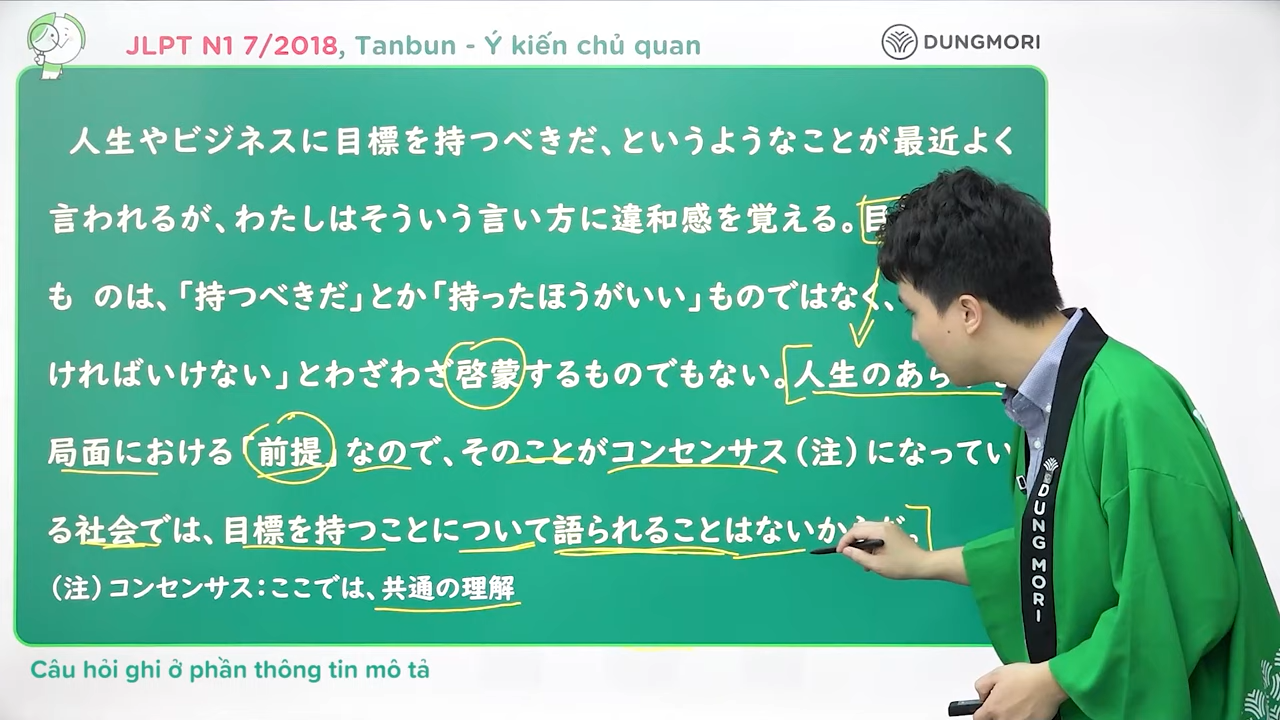 JLPT N1 7/2018, Tanbun - Ý kiến chủ quan
DUNGMORI
人生やビジネスに目標を持つべきだ、というようなことが最近よく
言われるが、わたしはそういう言い方に違和感を覚える。目
も のは、「持つべきだ」とか「持ったほうがいい」ものではなく、
ければいけない」とわざわざ啓蒙するものでもない。人生のあら
局面における「前提」なので、そのことがコンセンサス（注）になってい
る社会では、目標を持つことについて語られることはないからだ。
（注）コンセンサス：ここでは、共通の理解
Câu hỏi ghi ở phần thông tin mô tả
DUNG MORI